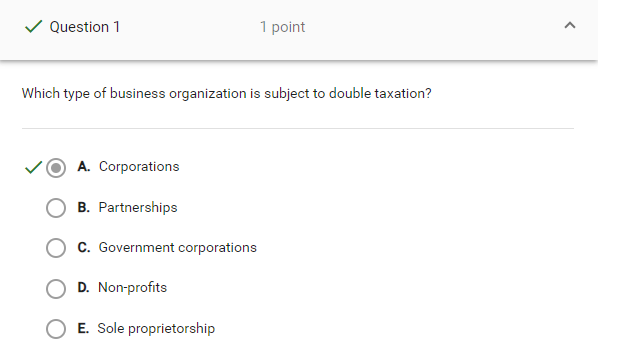 Question 1 1 point
Which type of business organization is subject to double taxation?
A. Corporations
B. Partnerships
C. Government corporations
D. Non-profits
E. Sole proprietorship